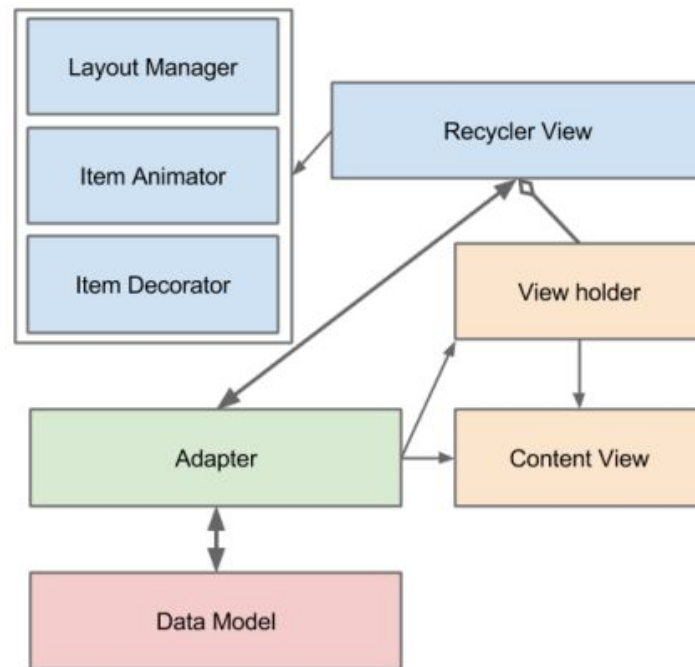 Layout Manager
Recycler View
Item Animator
Item Decorator
View holder
Adapter
Content View
Data Model